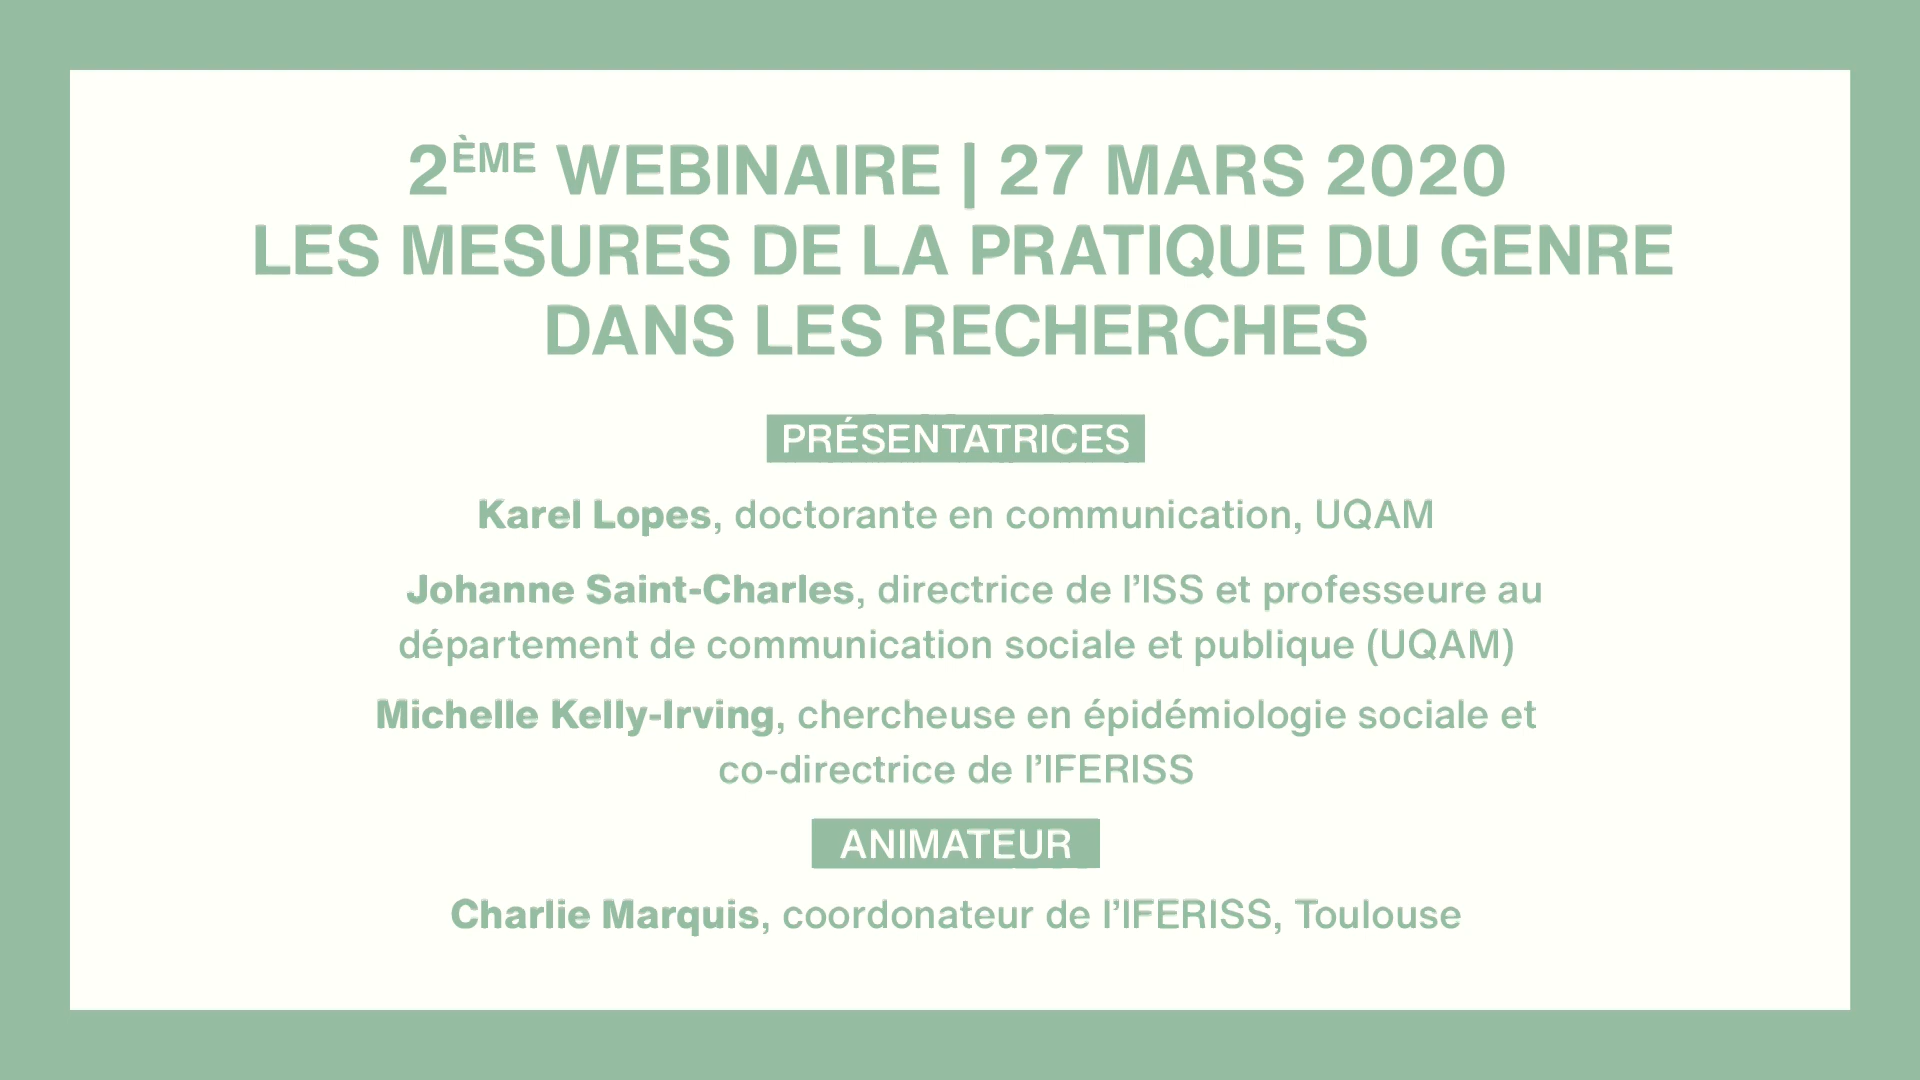 2ÈME WEBINAIRE | 27 MARS 2020
LES MESURES DE LA PRATIQUE DU GENRE
DANS LES RECHERCHES
PRÉSENTATRICES
Karel Lopes, doctorante en communication, UQAM
Johanne Saint-Charles, directrice de l’ISS et professeure au
département de communication sociale et publique (UQAM)
Michelle Kelly-Irving, chercheuse en épidémiologie sociale et
co-directrice de l’IFERISS
ANIMATEUR
Charlie Marquis, coordonateur de l’IFERISS, Toulouse